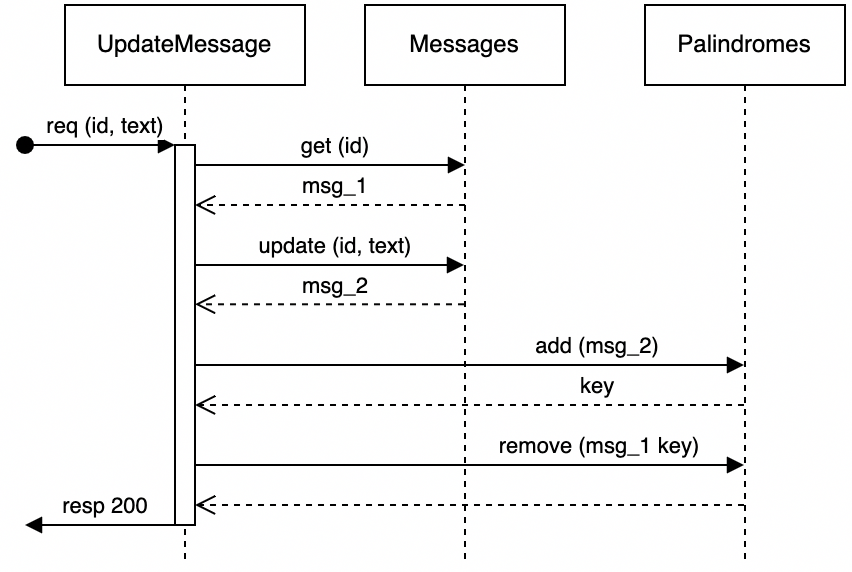 UpdateMessage
Messages
Palindromes
req (id, text)
get (id)
msg_1
update (id, text)
msg_2
add (msg_2)
key
remove (msg_1 key)
resp 200